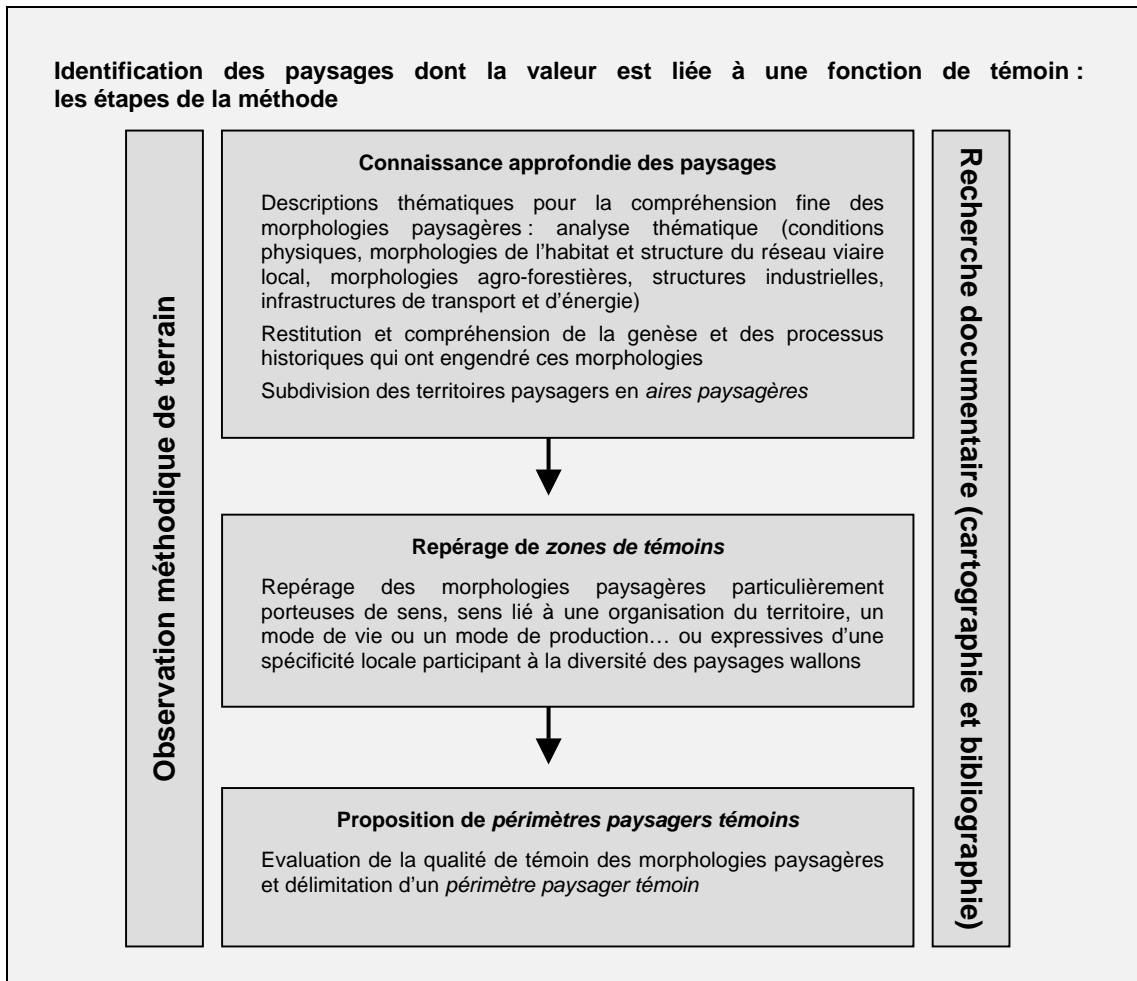 Identification des paysages dont la valeur est liée à une fonction de témoin :
les étapes de la méthode
Observation méthodique de terrain
Connaissance approfondie des paysages
Descriptions thématiques pour la compréhension fine des
morphologies paysagères : analyse thématique (conditions
physiques, morphologies de l’habitat et structure du réseau viaire
local, morphologies agro-forestières, structures industrielles,
infrastructures de transport et d’énergie)
Restitution et compréhension de la genèse et des processus
historiques qui ont engendré ces morphologies
Subdivision des territoires paysagers en aires paysagères
Repérage de zones de témoins
Repérage des morphologies paysagères particulièrement
porteuses de sens, sens lié à une organisation du territoire, un
mode de vie ou un mode de production… ou expressives d’une
spécificité locale participant à la diversité des paysages wallons
Proposition de périmètres paysagers témoins
Evaluation de la qualité de témoin des morphologies paysagères
et délimitation d’un périmètre paysager témoin
Recherche documentaire (cartographie et bibliographie)